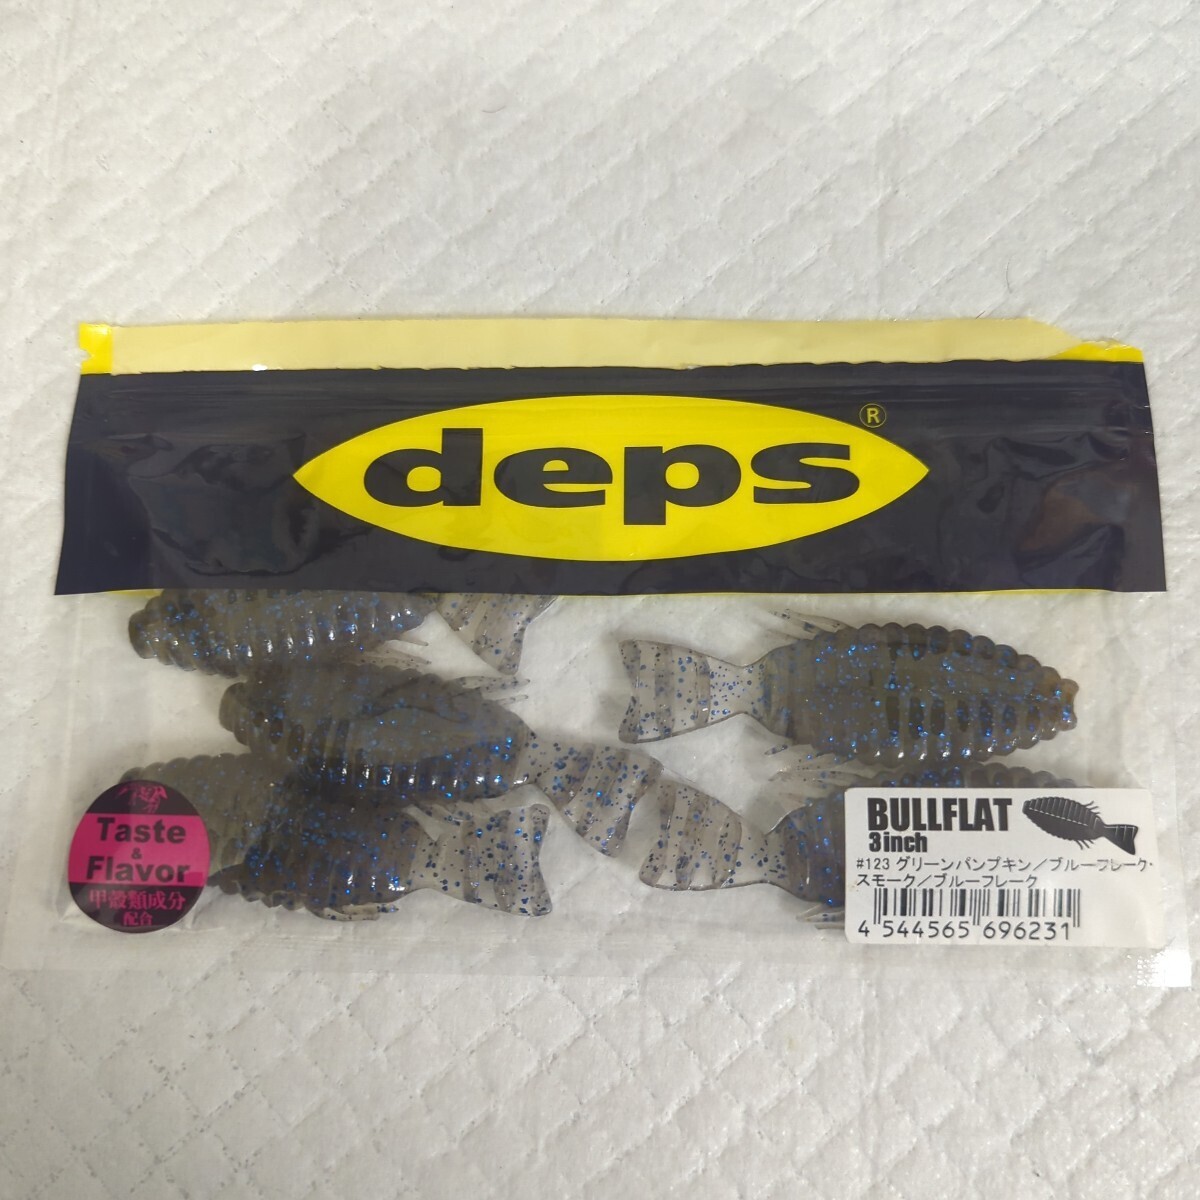 deps®
BULLFLAT
3inch
#123 グリーンパンプキン／ブルーフレーク・
スモーク／ブルーフレーク
4 544565 696231
Taste
&
Flavor
甲殻類成分
配合